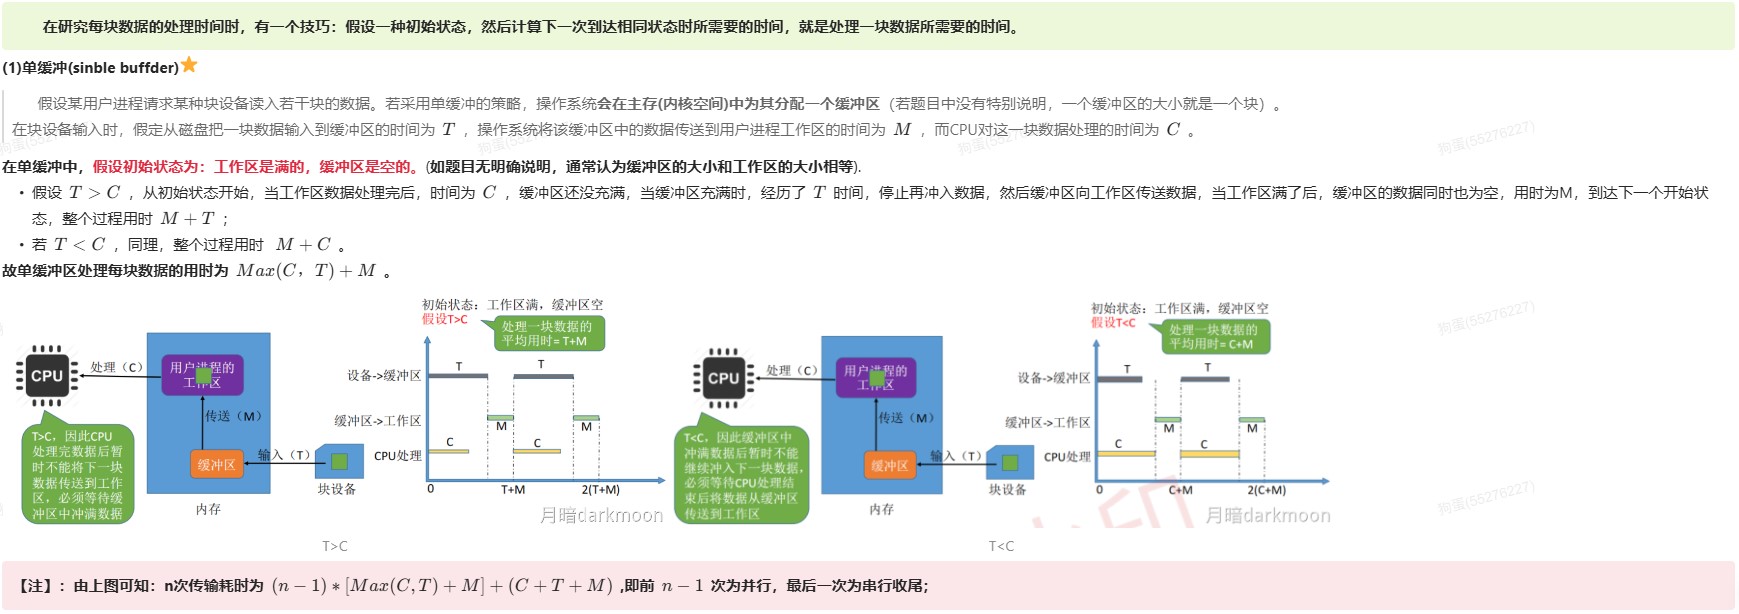 在研究每块数据的处理时间时，有一个技巧：假设一种初始状态，然后计算下一次到达相同状态时所需要的时间，就是处理一块数据所需要的时间。
(1)单缓冲(sinble buffder)
假设某用户进程请求某种块设备读入若干块的数据。若采用单缓冲的策略，操作系统会在主存(内核空间)中为其分配一个缓冲区（若题目中没有特别说明，一个缓冲区的大小就是一个块）。
在块设备输入时，假定从磁盘把一块数据输入到缓冲区的时间为 T ，操作系统将该缓冲区中的数据传送到用户进程工作区的时间为 M ，而CPU对这一块数据处理的时间为 C 。
在单缓冲中，假设初始状态为：工作区是满的，缓冲区是空的。(如题目无明确说明，通常认为缓冲区的大小和工作区的大小相等).
• 假设 T > C ，从初始状态开始，当工作区数据处理完后，时间为 C ，缓冲区还没充满，当缓冲区充满时，经历了 T 时间，停止再冲入数据，然后缓冲区向工作区传送数据，当工作区满了后，缓冲区的数据同时也为空，用时为M，到达下一个开始状
态，整个过程用时 M + T ；
• 若 T < C ，同理，整个过程用时 M + C 。
故单缓冲区处理每块数据的用时为 Max(C，T) + M 。
初始状态：工作区满，缓冲区空
假设T>C
处理一块数据的
平均用时= T+M
CPU
处理（C）
用户进程的
工作区
传送（M）
缓冲区
输入（T）
块设备
内存
T>C，因此CPU
处理完数据后暂
时不能将下一块
数据传送到工作
区，必须等待缓
冲区中冲满数据
设备->缓冲区
T
T
缓冲区->工作区
M
M
CPU处理
C
C
0
T+M
2(T+M)
月暗darkmoon
T>C
初始状态：工作区满，缓冲区空
假设T<C
处理一块数据的
平均用时= C+M
CPU
处理（C）
用户进程的
工作区
传送（M）
缓冲区
输入（T）
块设备
内存
T<C，因此缓冲区中
冲满数据后暂时不能
继续冲入下一块数据，
必须等待CPU处理结
束后将数据从缓冲区
传送到工作区
设备->缓冲区
T
T
缓冲区->工作区
M
M
CPU处理
C
C
0
C+M
2(C+M)
月暗darkmoon
T<C
【注】：由上图可知：n次传输耗时为 (n − 1) ∗ [Max(C, T) + M] + (C + T + M) ,即前 n − 1 次为并行，最后一次为串行收尾；
狗蛋(55276227)
狗蛋(55276227)
狗蛋(55276227)
狗蛋(55276227)
狗蛋(55276227)
狗蛋(55276227)